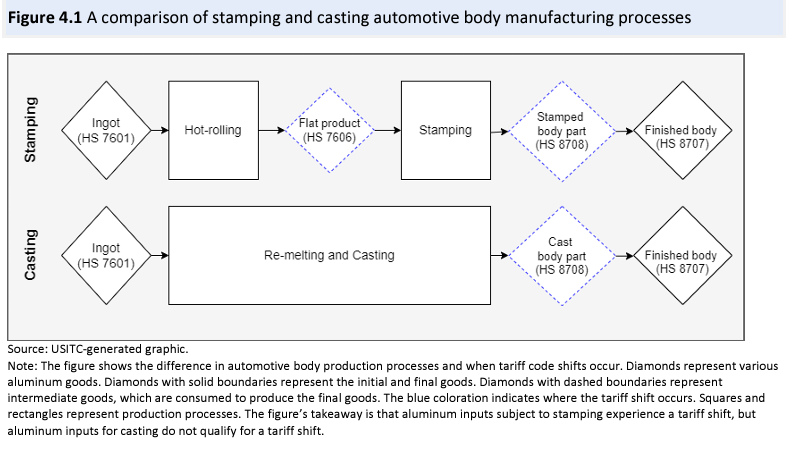 Figure 4.1 A comparison of stamping and casting automotive body manufacturing processes
Stamping
Ingot
(HS 7601)
Hot-rolling
Flat product
(HS 7606)
Stamping
Stamped
body part
(HS 8708)
Finished body
(HS 8707)
Casting
Ingot
(HS 7601)
Re-melting and Casting
Cast
body part
(HS 8708)
Finished body
(HS 8707)
Source: USITC-generated graphic.
Note: The figure shows the difference in automotive body production processes and when tariff code shifts occur. Diamonds represent various
aluminum goods. Diamonds with solid boundaries represent the initial and final goods. Diamonds with dashed boundaries represent
intermediate goods, which are consumed to produce the final goods. The blue coloration indicates where the tariff shift occurs. Squares and
rectangles represent production processes. The figure’s takeaway is that aluminum inputs subject to stamping experience a tariff shift, but
aluminum inputs for casting do not qualify for a tariff shift.